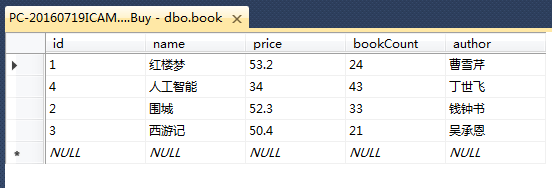 PC-20160719ICAM....Buy - dbo.book
id name price bookCount author
1 红楼梦 53.2 24 曹雪芹
4 人工智能 34 43 丁世飞
2 围城 52.3 33 钱钟书
3 西游记 50.4 21 吴承恩
NULL NULL NULL NULL NULL